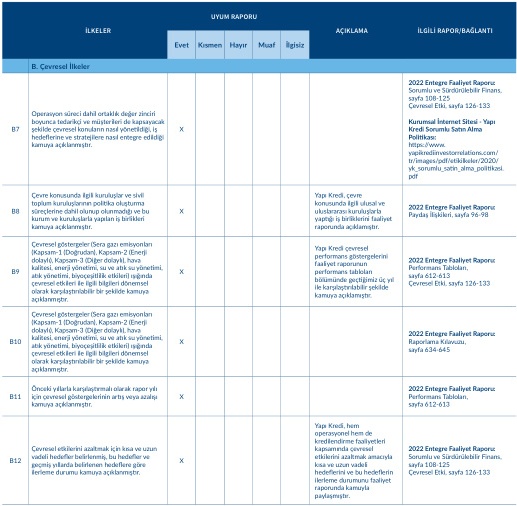 İLKELER
UYUM RAPORU
AÇIKLAMA
İLGİLİ RAPOR/BAĞLANTI
Evet
Kısmen
Hayır
Muaf
İlgisiz
B. Çevresel İlkeler
B7
Operasyon süreci dahil ortaklık değer zinciri
boyunca tedarikçi ve müşterileri de kapsayacak
şekilde çevresel konuların nasıl yönetildiği, iş
hedeflerine ve stratejilere nasıl entegre edildiği
kamuya açıklanmıştır.
X
2022 Entegre Faaliyet Raporu:
Sorumlu ve Sürdürülebilir Finans,
sayfa 108-125
Çevresel Etki, sayfa 126-133
Kurumsal İnternet Sitesi - Yapı
Kredi Sorumlu Satın Alma
Politikası:
https://www.
yapikrediinvestorrelations.com/
tr/images/pdf/etikilkeler/2020/
yk_sorumlu_satin_alma_politikasi.
pdf
B8
Çevre konusunda ilgili kuruluşlar ve sivil
toplum kuruluşlarının politika oluşturma
süreçlerine dahil olunup olunmadığı ve bu
kurum ve kuruluşlarla yapılan iş birlikleri
kamuya açıklanmıştır.
X
Yapı Kredi, çevre
konusunda ilgili ulusal ve
uluslararası kuruluşlarla
yaptığı iş birliklerini faaliyet
raporunda açıklamıştır.
2022 Entegre Faaliyet Raporu:
Paydaş İlişkileri, sayfa 96-98
B9
Çevresel göstergeler (Sera gazı emisyonları
(Kapsam-1 (Doğrudan), Kapsam-2 (Enerji
dolaylı), Kapsam-3 (Diğer dolaylı), hava
kalitesi, enerji yönetimi, su ve atık su yönetimi,
atık yönetimi, biyoçeşitlilik etkileri) ışığında
çevresel etkileri ile ilgili bilgileri dönemsel
olarak karşılaştırılabilir bir şekilde kamuya
açıklanmıştır.
X
Yapı Kredi çevresel
performans göstergelerini
faaliyet raporunun
performans tabloları
bölümünde geçtiğimiz üç yıl
ile karşılaştırılabilir bir
şekilde kamuya açıklamıştır.
2022 Entegre Faaliyet Raporu:
Performans Tabloları,
sayfa 612-613
Çevresel Etki, sayfa 126-133
B10
Çevresel göstergeler (Sera gazı emisyonları
(Kapsam-1 (Doğrudan), Kapsam-2 (Enerji
dolaylı), Kapsam-3 (Diğer dolaylı), hava
kalitesi, enerji yönetimi, su ve atık su yönetimi,
atık yönetimi, biyoçeşitlilik etkileri) ışığında
çevresel etkileri ile ilgili bilgileri dönemsel
olarak karşılaştırılabilir bir şekilde kamuya
açıklanmıştır.
X
2022 Entegre Faaliyet Raporu:
Raporlama Kılavuzu,
sayfa 634-645
B11
Önceki yıllarla karşılaştırmalı olarak rapor yılı
için çevresel göstergelerinin artış veya azalışı
kamuya açıklanmıştır.
X
2022 Entegre Faaliyet Raporu:
Performans Tabloları,
sayfa 612-613
B12
Çevresel etkilerini azaltmak için kısa ve uzun
vadeli hedefler belirlenmiş, bu hedefler ve
geçmiş yıllarda belirlenen hedeflere göre
ilerleme durumu kamuya açıklanmıştır.
X
Yapı Kredi, hem
operasyonel hem de
kredilendirme faaliyetleri
kapsamında çevresel
etkilerini azaltmak amacıyla
kısa ve uzun vadeli
hedeflerini ve bu hedeflerin
ilerleme durumunu faaliyet
raporunda kamuyla
paylaşmıştır.
2022 Entegre Faaliyet Raporu:
Sorumlu ve Sürdürülebilir Finans,
sayfa 108-125
Çevresel Etki, sayfa 126-133